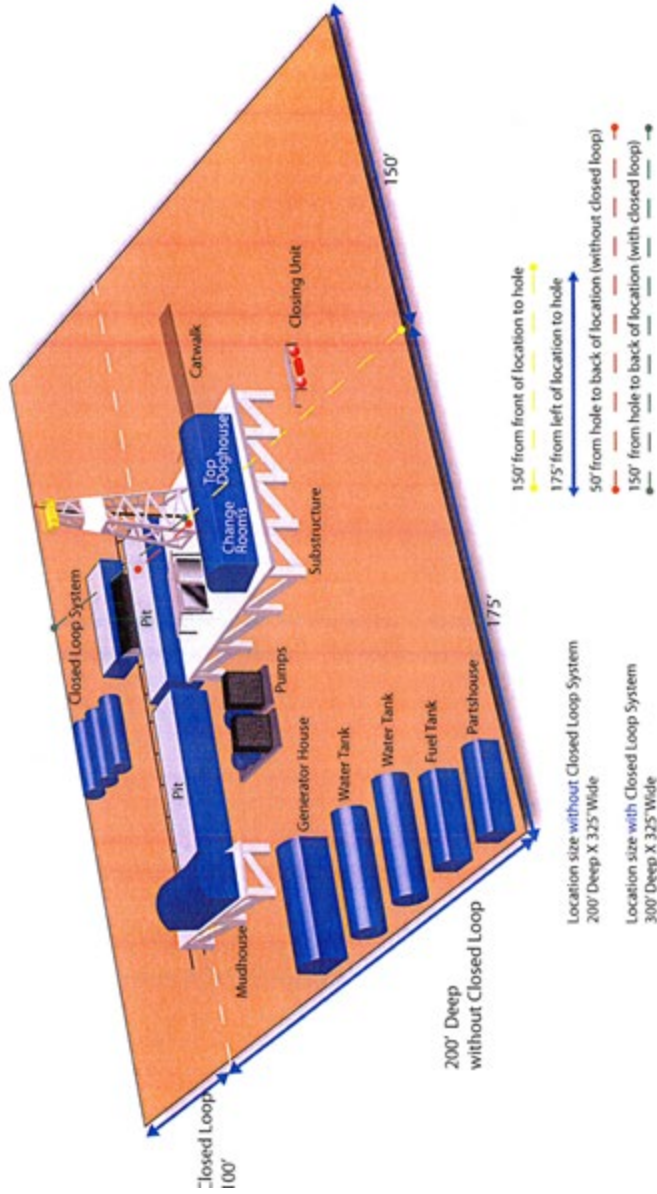 Closed Loop System
Pit
Pit
Catwalk
Top
Doghouse
Change
Rooms
Closing Unit
Substructure
Pumps
Generator House
Water Tank
Water Tank
Fuel Tank
Partshouse
Mudhouse
Closed Loop
100'
200' Deep
without Closed Loop
175'
150'
Location size without Closed Loop System
200' Deep X 325' Wide
Location size with Closed Loop System
300' Deep X 325' Wide
150' from front of location to hole
175' from left of location to hole
50' from hole to back of location (without closed loop)
150' from hole to back of location (with closed loop)